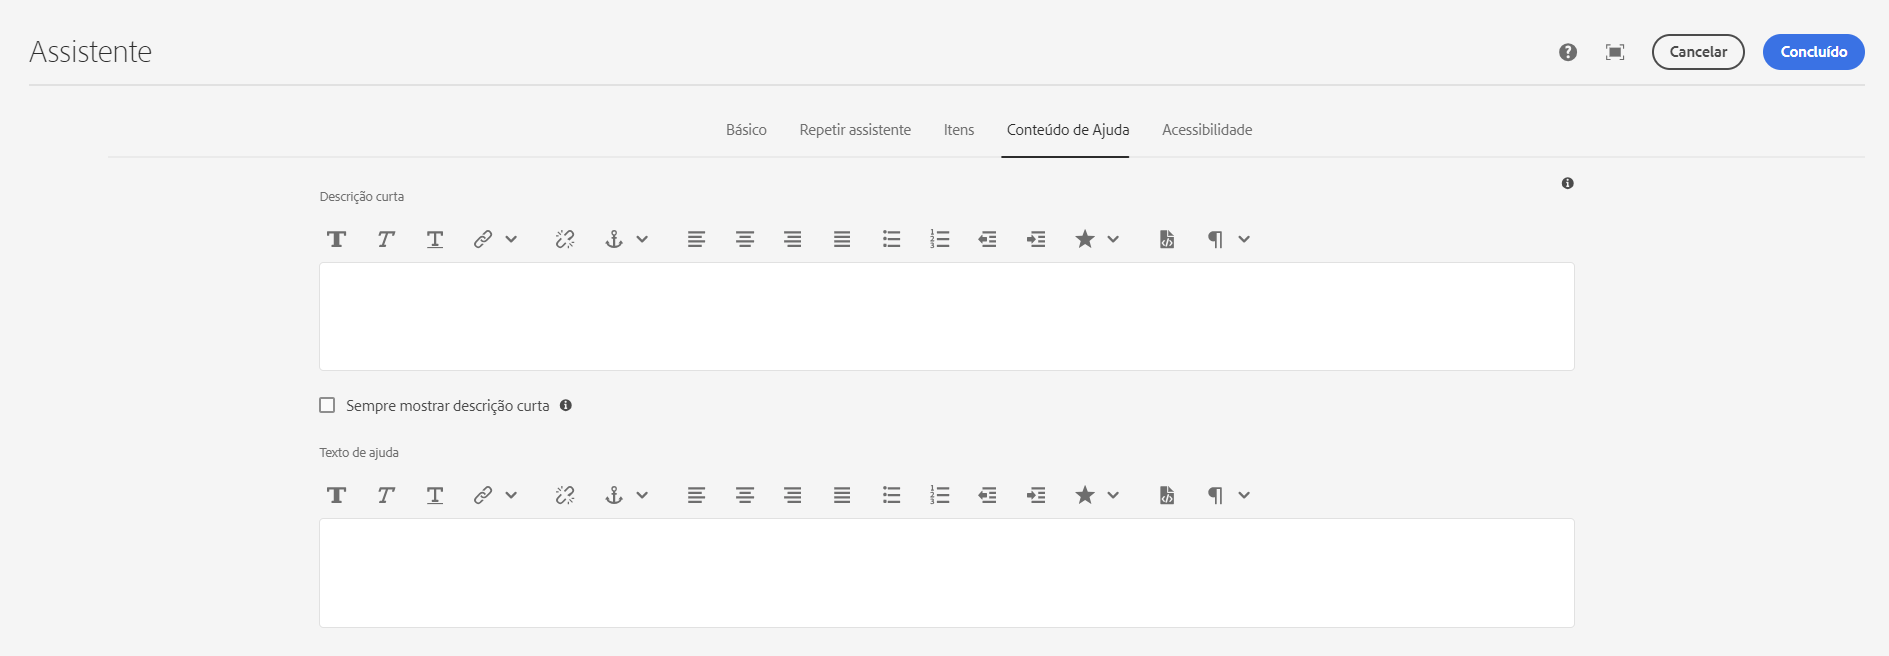 Assistente
Cancelar
Concluído
Básico
Repetir assistente
Itens
Conteúdo de Ajuda
Acessibilidade
Descrição curta
Sempre mostrar descrição curta
Texto de ajuda